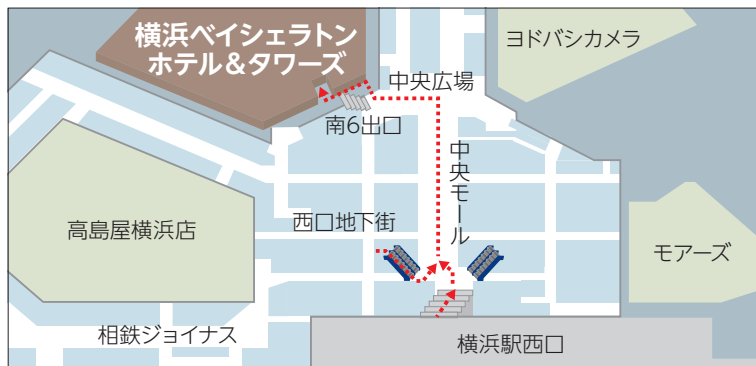 横浜ベイシェラトン
ホテル&タワーズ
ヨドバシカメラ
中央広場
南6出口
中央モール
西口地下街
高島屋横浜店
モアーズ
相鉄ジョイナス
横浜駅西口